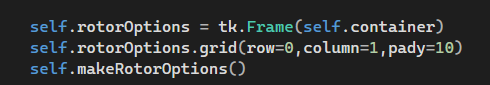 self.rotorOptions = tk.Frame(self.container)
self.rotorOptions.grid(row=0,column=1,pady=10)
self.makeRotorOptions()